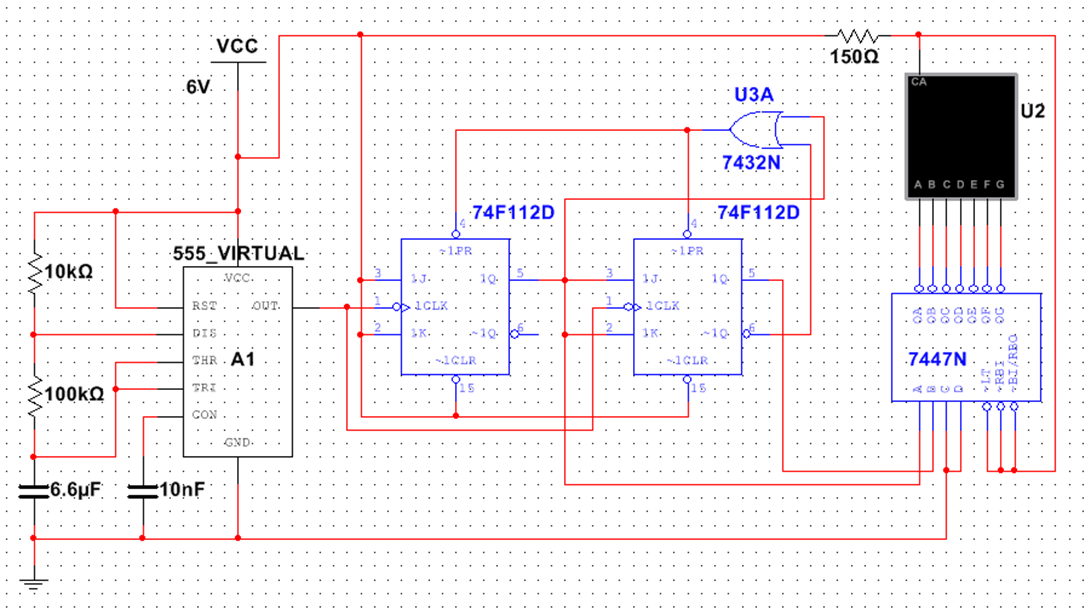 VCC
6V
150Ω
CA
U2
A B C D E F G
U3A
7432N
74F112D
4
~1PR
3 1J 1Q 5
1 1CLK
2 1K ~1Q 6
~1CLR
15
74F112D
4
~1PR
3 1J 1Q 5
1 1CLK
2 1K ~1Q 6
~1CLR
15
555_VIRTUAL
VCC
RST OUT
DIS
THR
A1
TRI
CON
GND
10kΩ
100kΩ
6.6µF
10nF
OA OB OC OD OE OF OG
7447N
A B C D ~LT ~RBI ~BI/RBO